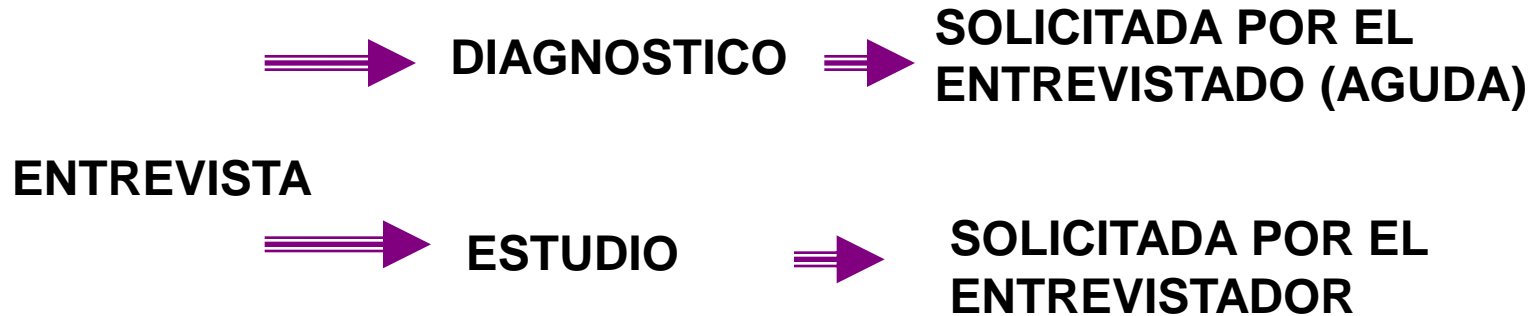 DIAGNOSTICO
SOLICITADA POR EL
ENTREVISTADO (AGUDA)
ENTREVISTA
ESTUDIO
SOLICITADA POR EL
ENTREVISTADOR